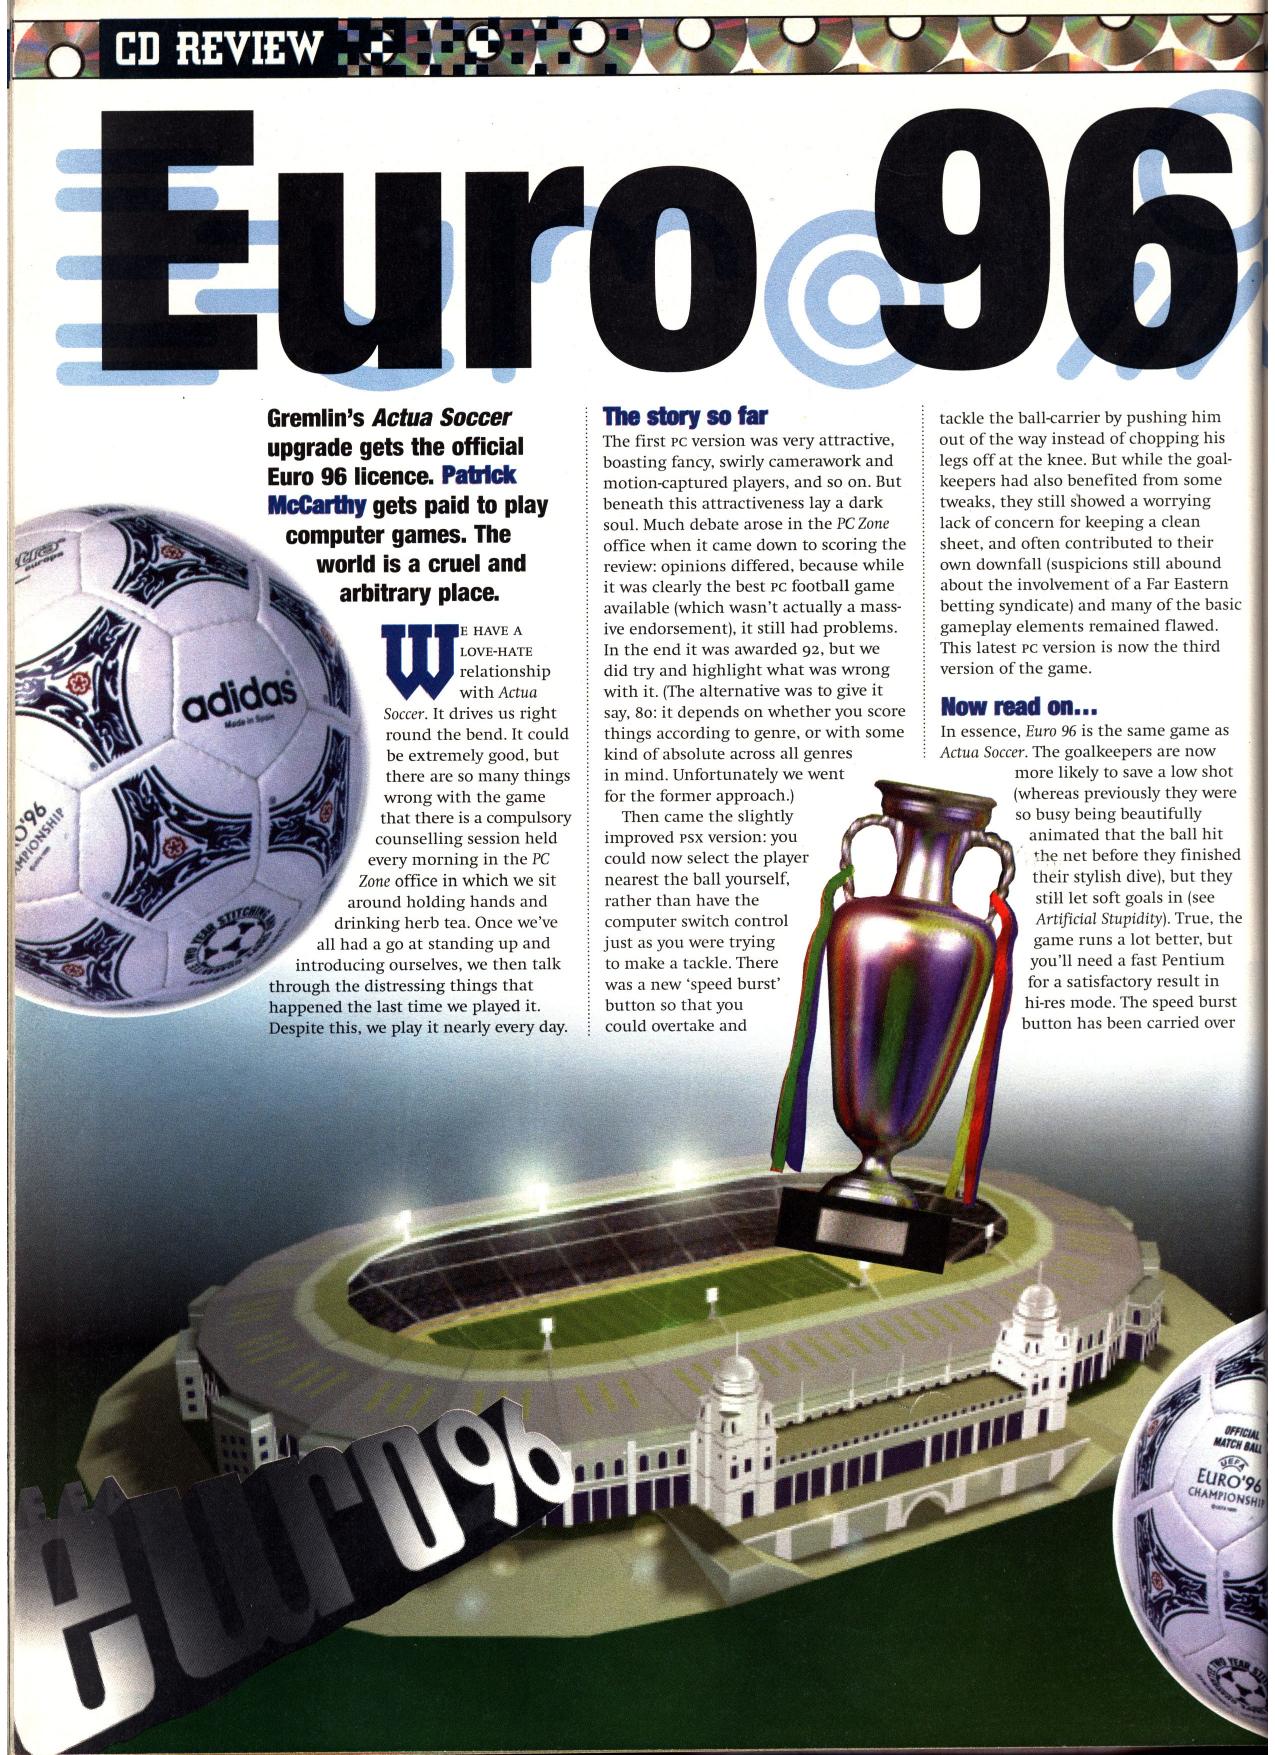 CD REVIEW
Euro 96
Gremlin's Actua Soccer
upgrade gets the official
Euro 96 licence. Patrick
McCarthy gets paid to play
computer games. The
world is a cruel and
arbitrary place.
WE HAVE A
LOVE-HATE
relationship
with Actua
Soccer. It drives us right
round the bend. It could
be extremely good, but
there are so many things
wrong with the game
that there is a compulsory
counselling session held
every morning in the PC
Zone office in which we sit
around holding hands and
drinking herb tea. Once we've
all had a go at standing up and
introducing ourselves, we then talk
through the distressing things that
happened the last time we played it.
Despite this, we play it nearly every day.
The story so far
The first PC version was very attractive,
boasting fancy, swirly camerawork and
motion-captured players, and so on. But
beneath this attractiveness lay a dark
soul. Much debate arose in the PC Zone
office when it came down to scoring the
review: opinions differed, because while
it was clearly the best PC football game
available (which wasn't actually a mass-
ive endorsement), it still had problems.
In the end it was awarded 92, but we
did try and highlight what was wrong
with it. (The alternative was to give it
say, 80: it depends on whether you score
things according to genre, or with some
kind of absolute across all genres
in mind. Unfortunately we went
for the former approach.)
Then came the slightly
improved PSX version: you
could now select the player
nearest the ball yourself,
rather than have the
computer switch control
just as you were trying
to make a tackle. There
was a new 'speed burst'
button so that you
could overtake and
tackle the ball-carrier by pushing him
out of the way instead of chopping his
legs off at the knee. But while the goal-
keepers had also benefited from some
tweaks, they still showed a worrying
lack of concern for keeping a clean
sheet, and often contributed to their
own downfall (suspicions still abound
about the involvement of a Far Eastern
betting syndicate) and many of the basic
gameplay elements remained flawed.
This latest PC version is now the third
version of the game.
Now read on...
In essence, Euro 96 is the same game as
Actua Soccer. The goalkeepers are now
more likely to save a low shot
(whereas previously they were
so busy being beautifully
animated that the ball hit
the net before they finished
their stylish dive), but they
still let soft goals in (see
Artificial Stupidity). True, the
game runs a lot better, but
you'll need a fast Pentium
for a satisfactory result in
hi-res mode. The speed burst
button has been carried over
adidas
Made in Spain
euro96
OFFICIAL
MATCH BALL
UEFA
EURO'96
CHAMPIONSHIP